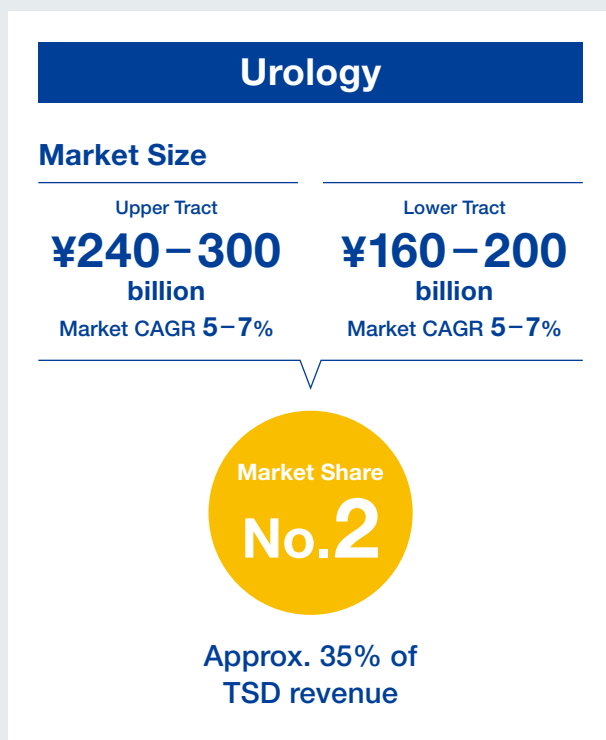 Urology
Market Size
Upper Tract
¥240–300
billion
Market CAGR 5–7%
Lower Tract
¥160–200
billion
Market CAGR 5–7%
Market Share
No.2
Approx. 35% of
TSD revenue